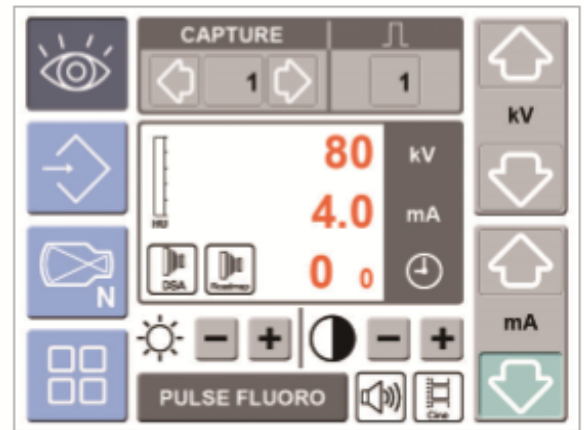 CAPTURE
1
1
kV
80 kV
HU
4.0 mA
DSA
Roadmap
0 0
N
mA
PULSE FLUORO
Cine